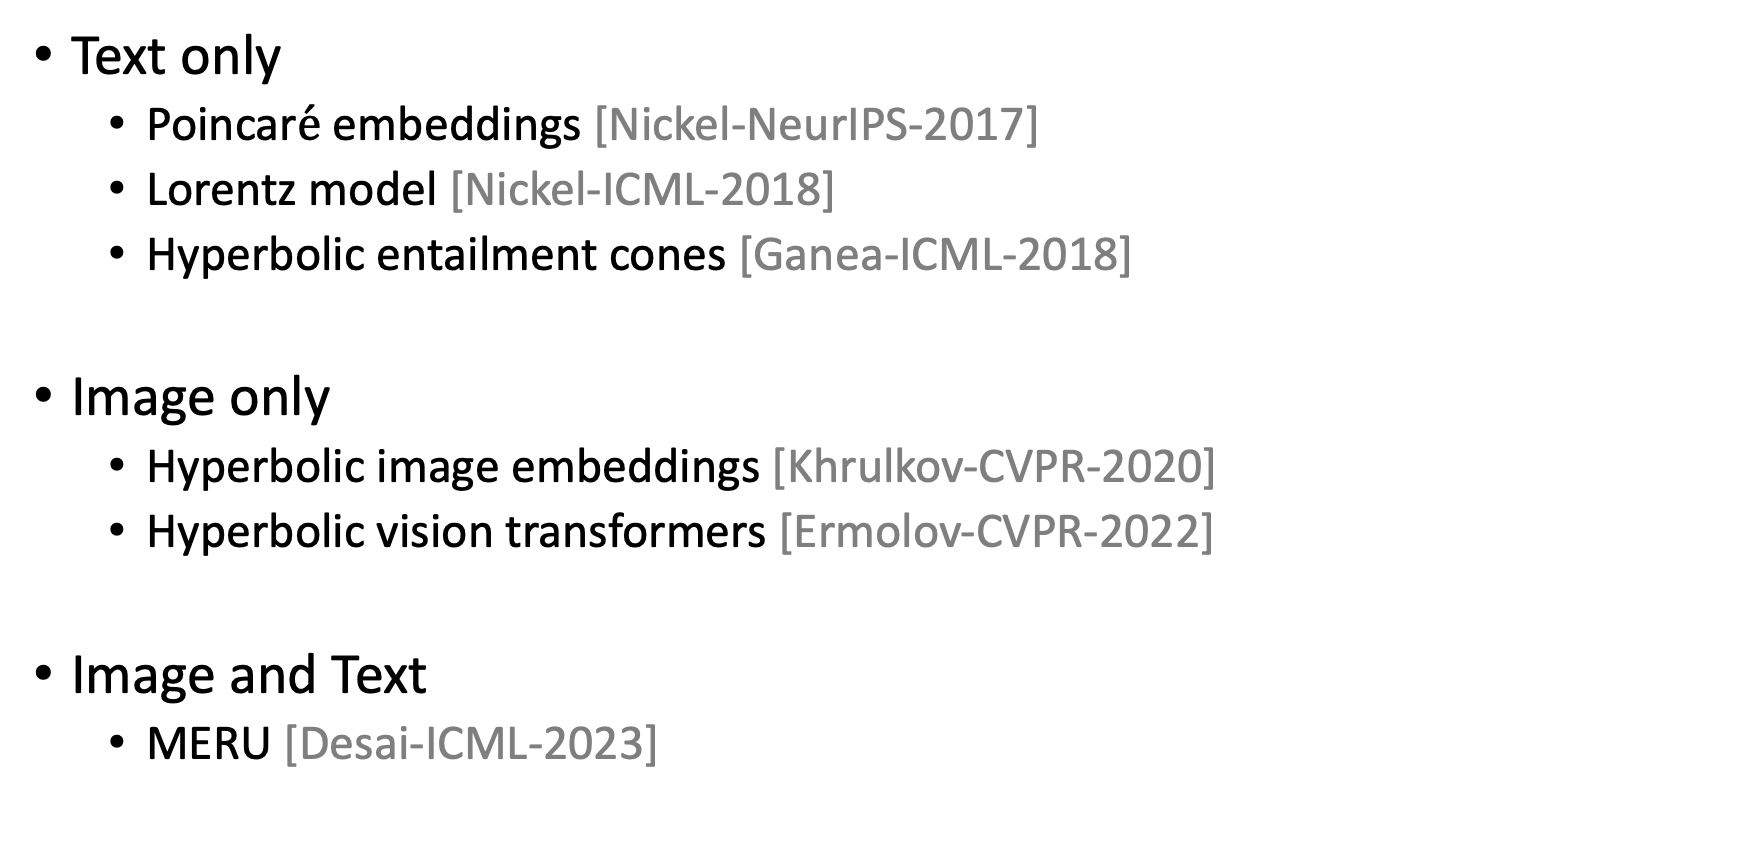 • Text only
• Poincaré embeddings [Nickel-NeurIPS-2017]
• Lorentz model [Nickel-ICML-2018]
• Hyperbolic entailment cones [Ganea-ICML-2018]
• Image only
• Hyperbolic image embeddings [Khrulkov-CVPR-2020]
• Hyperbolic vision transformers [Ermolov-CVPR-2022]
• Image and Text
• MERU [Desai-ICML-2023]